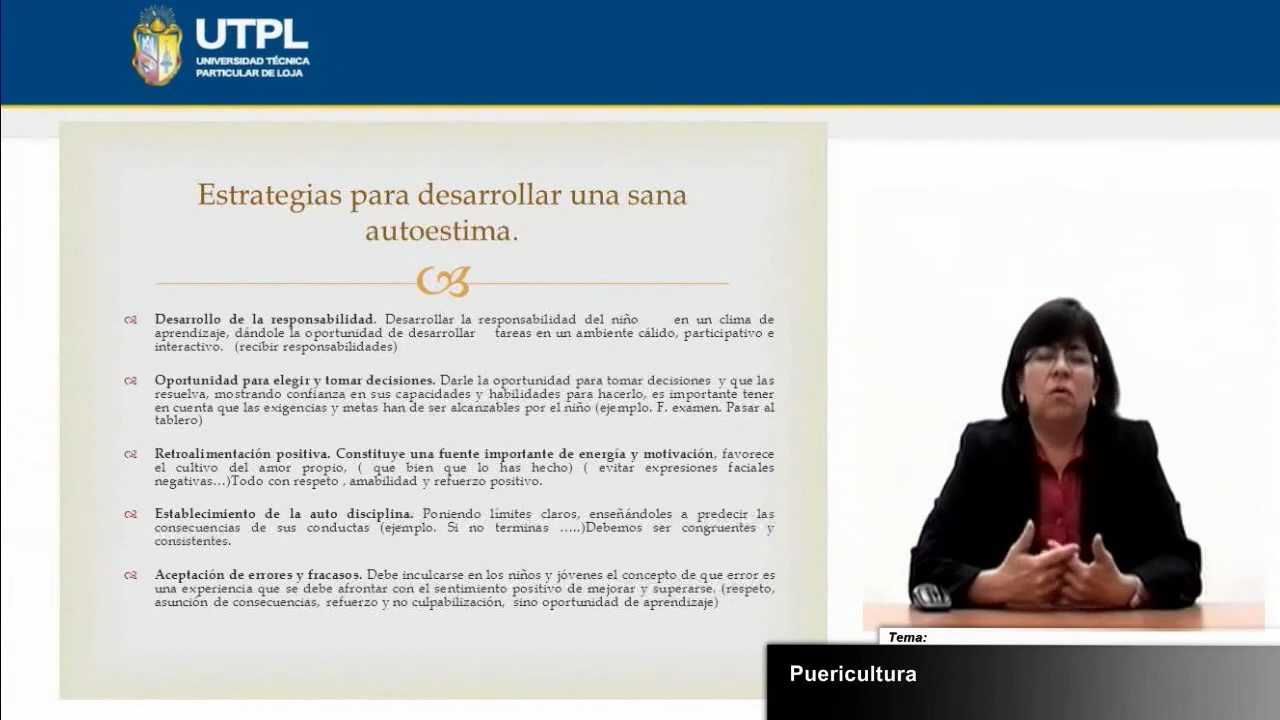 UTPL
UNIVERSIDAD TÉCNICA
PARTICULAR DE LOJA
Estrategias para desarrollar una sana
autoestima.
Desarrollo de la responsabilidad. Desarrollar la responsabilidad del niño en un clima de
aprendizaje, dándole la oportunidad de desarrollar tareas en un ambiente cálido, participativo e
interactivo. (recibir responsabilidades)
Oportunidad para elegir y tomar decisiones. Darle la oportunidad para tomar decisiones y que las
resuelva, mostrando confianza en sus capacidades y habilidades para hacerlo, es importante tener
en cuenta que las exigencias y metas han de ser alcanzables por el niño (ejemplo. F. examen. Pasar al
tablero)
Retroalimentación positiva. Constituye una fuente importante de energía y motivación, favorece
el cultivo del amor propio, ( que bien que lo has hecho) ( evitar expresiones faciales
negativas...)Todo con respeto , amabilidad y refuerzo positivo.
Establecimiento de la auto disciplina. Poniendo límites claros, enseñándoles a predecir las
consecuencias de sus conductas (ejemplo. Si no terminas .....)Debemos ser congruentes y
consistentes.
Aceptación de errores y fracasos. Debe inculcarse en los niños y jóvenes el concepto de que error es
una experiencia que se debe afrontar con el sentimiento positivo de mejorar y superarse. (respeto,
asunción de consecuencias, refuerzo y no culpabilización, sino oportunidad de aprendizaje)
Tema:
Puericultura